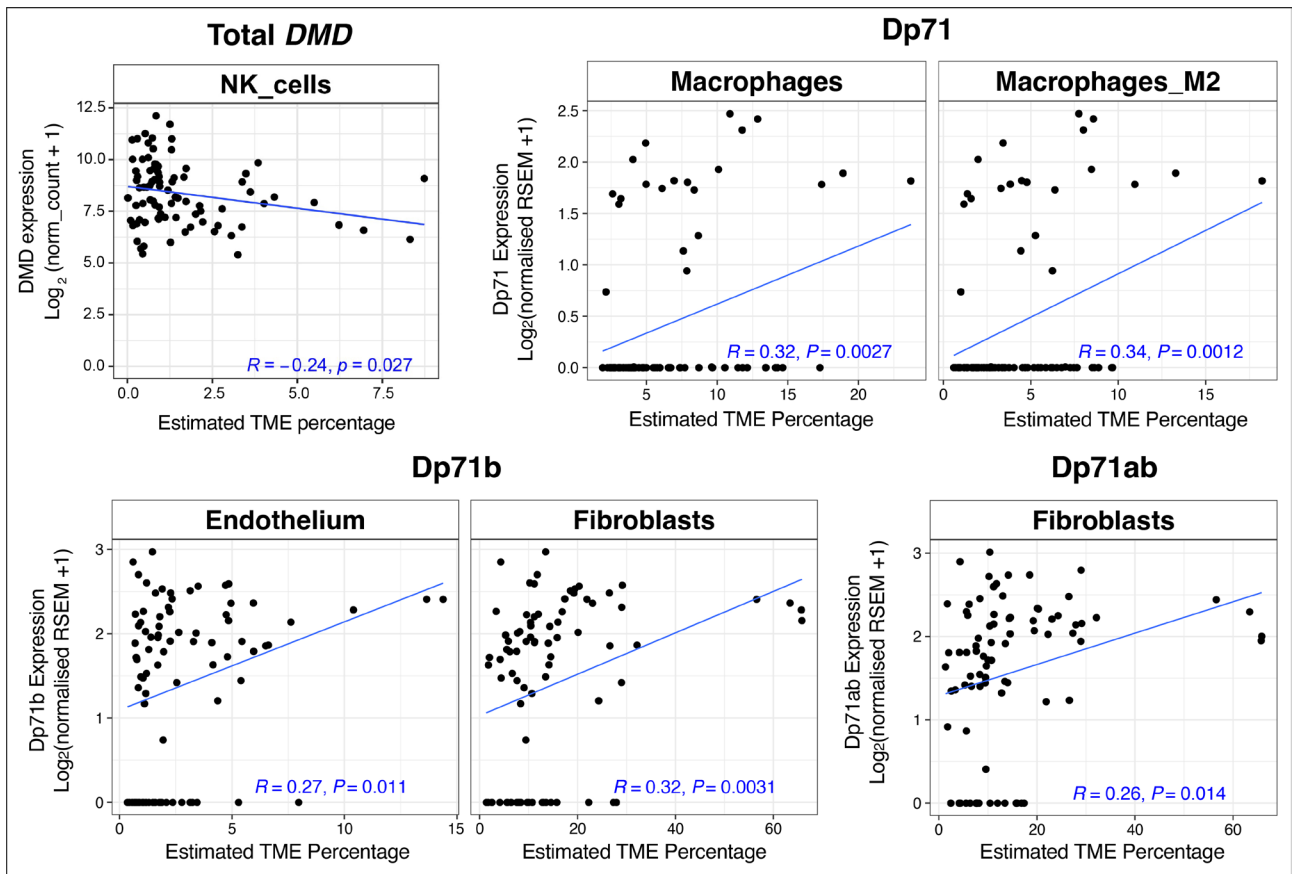 Total DMD
Dp71
NK_cells
Macrophages
Macrophages_M2
DMD expression
Log₂ (norm_count + 1)
12.5
10.0
7.5
5.0
2.5
0.0
R = −0.24, p = 0.027
0.0
2.5
5.0
7.5
Estimated TME percentage
Dp71 Expression
Log₂(normalised RSEM +1)
2.5
2.0
1.5
1.0
0.5
0.0
R = 0.32, P = 0.0027
5
10
15
20
Estimated TME Percentage
R = 0.34, P = 0.0012
0
5
10
15
Estimated TME Percentage
Dp71b
Dp71ab
Endothelium
Fibroblasts
Fibroblasts
Dp71b Expression
Log₂(normalised RSEM +1)
3
2
1
0
R = 0.27, P = 0.011
0
5
10
15
Estimated TME Percentage
R = 0.32, P = 0.0031
0
20
40
60
Estimated TME Percentage
Dp71ab Expression
Log₂(normalised RSEM +1)
3
2
1
0
R = 0.26, P = 0.014
0
20
40
60
Estimated TME Percentage